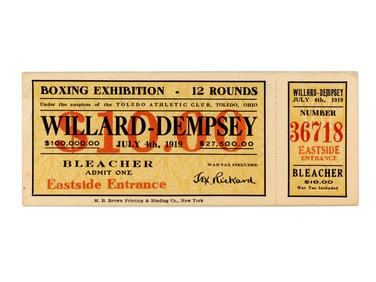 BOXING EXHIBITION - 12 ROUNDS
Under the auspices of the TOLEDO ATHLETIC CLUB, TOLEDO, OHIO
$10.00
WILLARD-DEMPSEY
$100,000.00 JULY 4th, 1919 $27,500.00
BLEACHER WAR TAX INCLUDED
ADMIT ONE
Eastside Entrance Tex Rickard
M. B. Brown Printing & Binding Co., New York
WILLARD-DEMPSEY
JULY 4th, 1919
NUMBER
36718
EASTSIDE
ENTRANCE
BLEACHER
$10.00
War Tax Included